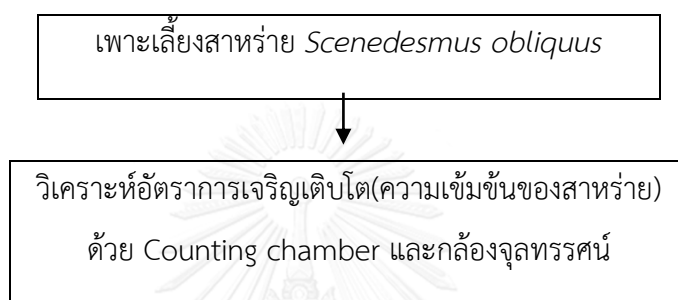 เพาะเลี้ยงสาหร่าย Scenedesmus obliquus
วิเคราะห์อัตราการเจริญเติบโต(ความเข้มข้นของสาหร่าย)
ด้วย Counting chamber และกล้องจุลทรรศน์